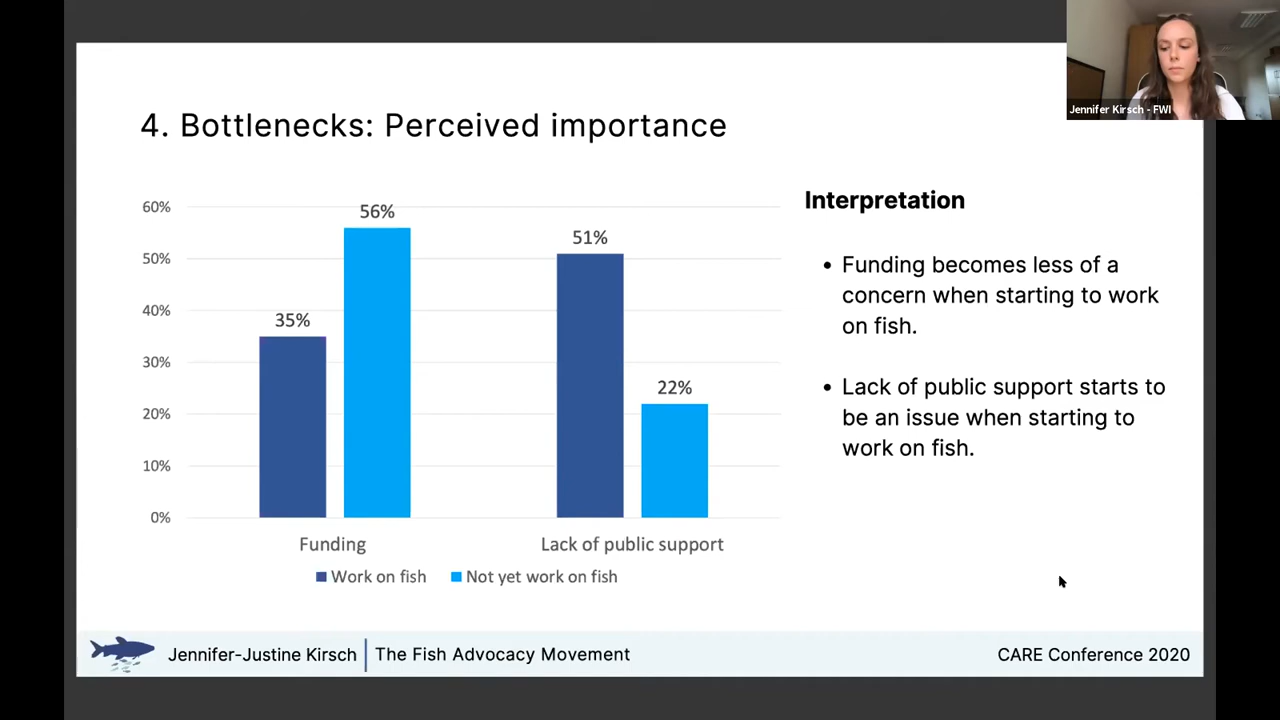 Jennifer Kirsch - FWI
4. Bottlenecks: Perceived importance
60%
50%
40%
30%
20%
10%
0%
35%
56%
51%
22%
Funding
Lack of public support
Work on fish
Not yet work on fish
Interpretation
• Funding becomes less of a
concern when starting to work
on fish.
• Lack of public support starts to
be an issue when starting to
work on fish.
Jennifer-Justine Kirsch
The Fish Advocacy Movement
CARE Conference 2020